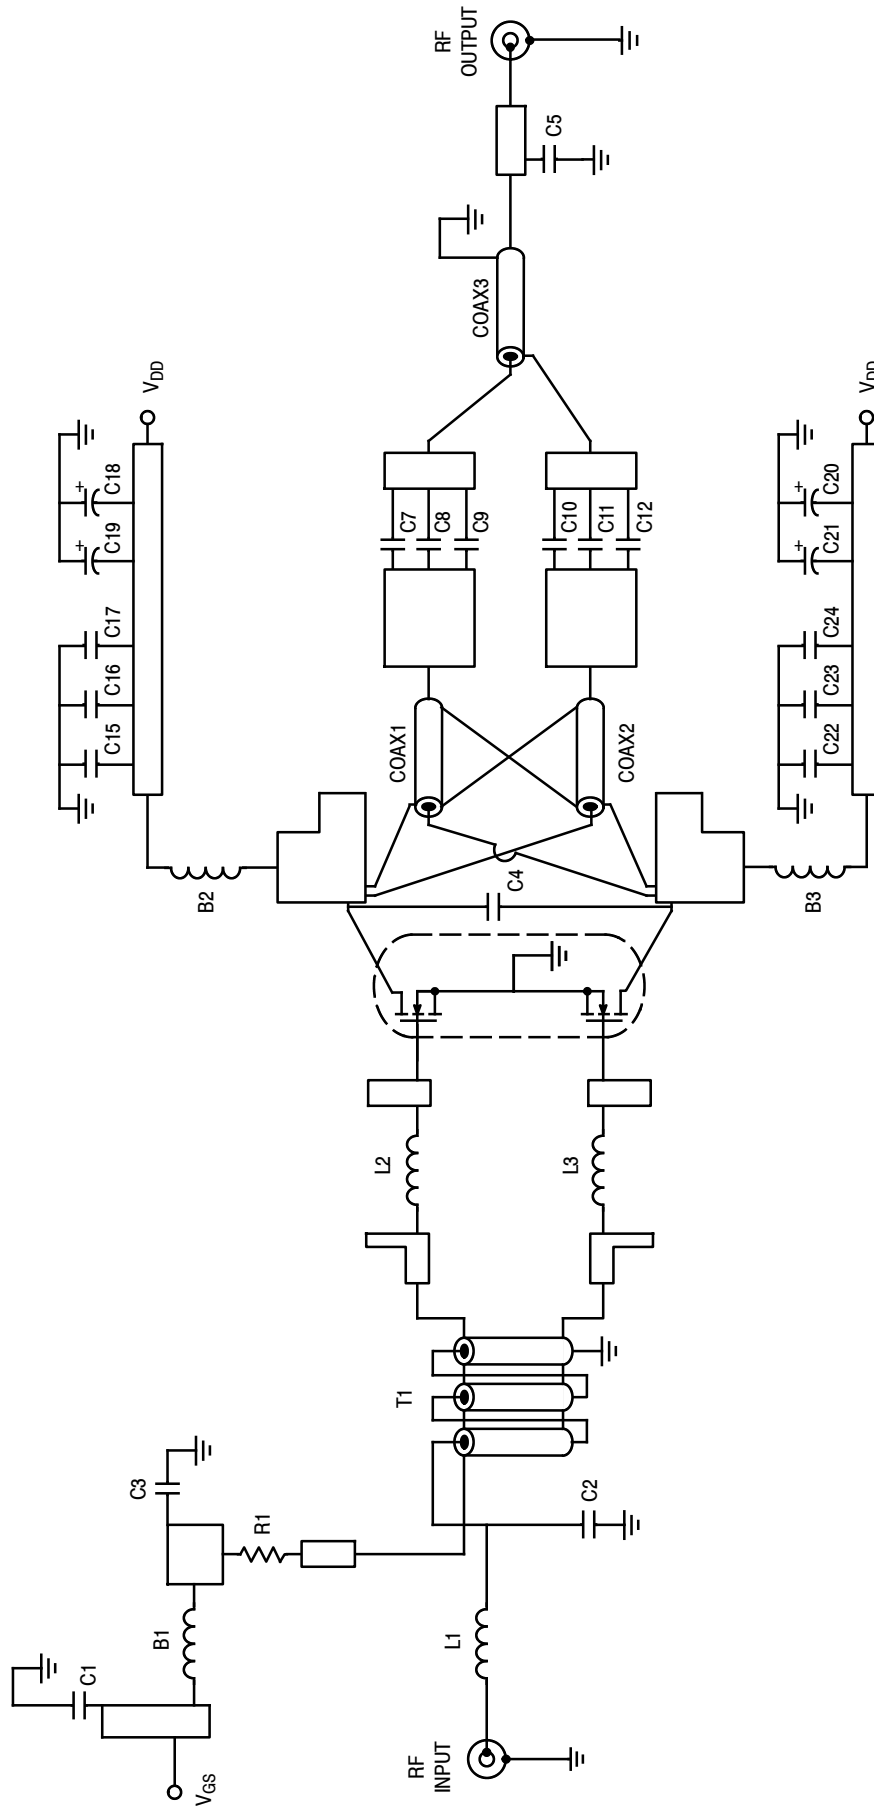 VGS
C1
B1
C3
R1
RF
INPUT
L1
C2
T1
L2
L3
B2
C15
C16
C17
C19
+
C18
+
VDD
C4
COAX1
COAX2
C7
C8
C9
C10
C11
C12
COAX3
C5
RF
OUTPUT
B3
C22
C23
C24
C21
+
C20
+
VDD